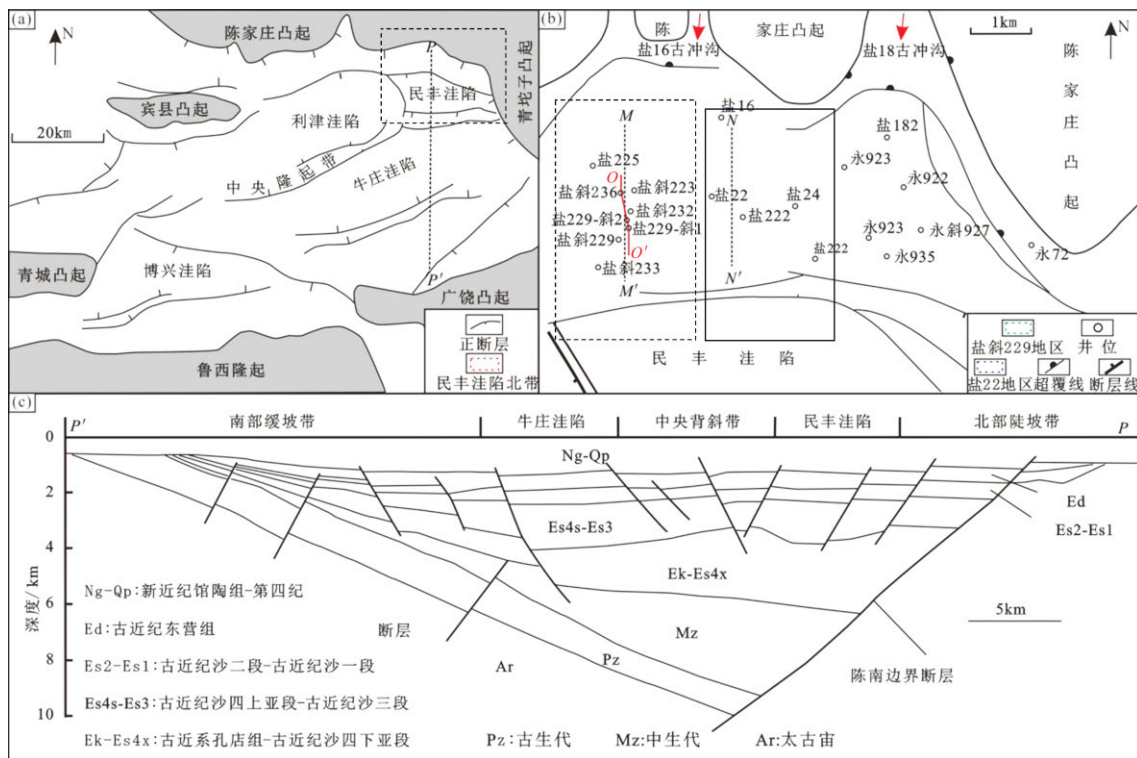 (a)
N
陈家庄凸起
P
青坨子凸起
民丰洼陷
宾县凸起
利津洼陷
20km
中央隆起带
牛庄洼陷
青城凸起
博兴洼陷
P'
广饶凸起
鲁西隆起
正断层
民丰洼陷北带
(b)
陈
家庄凸起
1km
N
盐16古冲沟
盐18古冲沟
陈家庄凸起
盐16
M
N
盐182
盐225
永923
O
盐斜236
盐斜223
永922
盐22
盐24
盐斜232
盐229-斜2
盐222
盐229-斜1
永923
永斜927
盐斜229
O'
盐222
永935
永72
盐斜233
M'
N'
民丰洼陷
盐斜229地区
井位
盐22地区
超覆线
断层线
(c)
P'
南部缓坡带
牛庄洼陷
中央背斜带
民丰洼陷
北部陡坡带
P
0
2
4
6
8
10
深度/km
Ng-Qp
Ed
Es2-Es1
Es4s-Es3
Ek-Es4x
Mz
Pz
Ar
5km
断层
陈南边界断层
Ng-Qp:新近纪馆陶组-第四纪
Ed:古近纪东营组
Es2-Es1:古近纪沙二段-古近纪沙一段
Es4s-Es3:古近纪沙四上亚段-古近纪沙三段
Ek-Es4x:古近系孔店组-古近纪沙四下亚段
Pz:古生代
Mz:中生代
Ar:太古宙